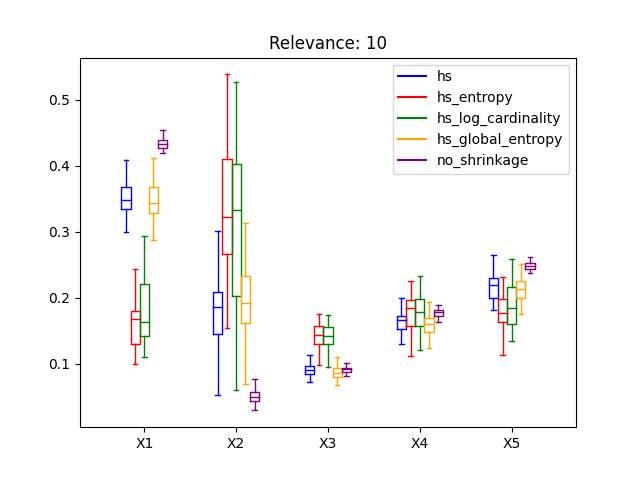 Relevance: 10
hs
hs_entropy
hs_log_cardinality
hs_global_entropy
no_shrinkage
0.5
0.4
0.3
0.2
0.1
X1 X2 X3 X4 X5